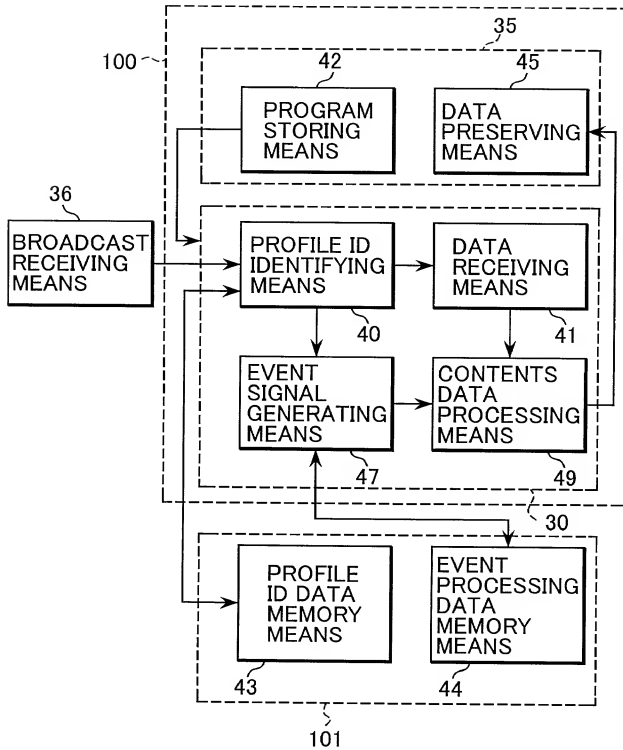 100
35
42
45
PROGRAM
STORING
MEANS
DATA
PRESERVING
MEANS
36
BROADCAST
RECEIVING
MEANS
PROFILE ID
IDENTIFYING
MEANS
DATA
RECEIVING
MEANS
40
41
EVENT
SIGNAL
GENERATING
MEANS
CONTENTS
DATA
PROCESSING
MEANS
47
49
30
PROFILE
ID DATA
MEMORY
MEANS
EVENT
PROCESSING
DATA
MEMORY
MEANS
43
44
101